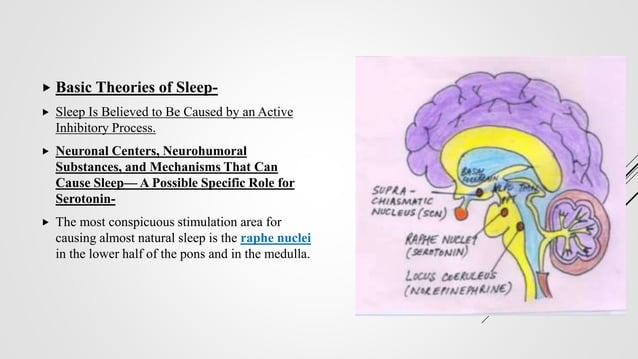 Basic Theories of Sleep-
Sleep Is Believed to Be Caused by an Active
Inhibitory Process.
Neuronal Centers, Neurohumoral
Substances, and Mechanisms That Can
Cause Sleep— A Possible Specific Role for
Serotonin-
The most conspicuous stimulation area for
causing almost natural sleep is the raphe nuclei
in the lower half of the pons and in the medulla.
BASAL
SUPRA -
CHIASMATIC
NUCLEUS (SCN)
RAPHE NUCLEI
(SEROTONIN)
LOCUS COERULEUS
(NOREPINEPHRINE)